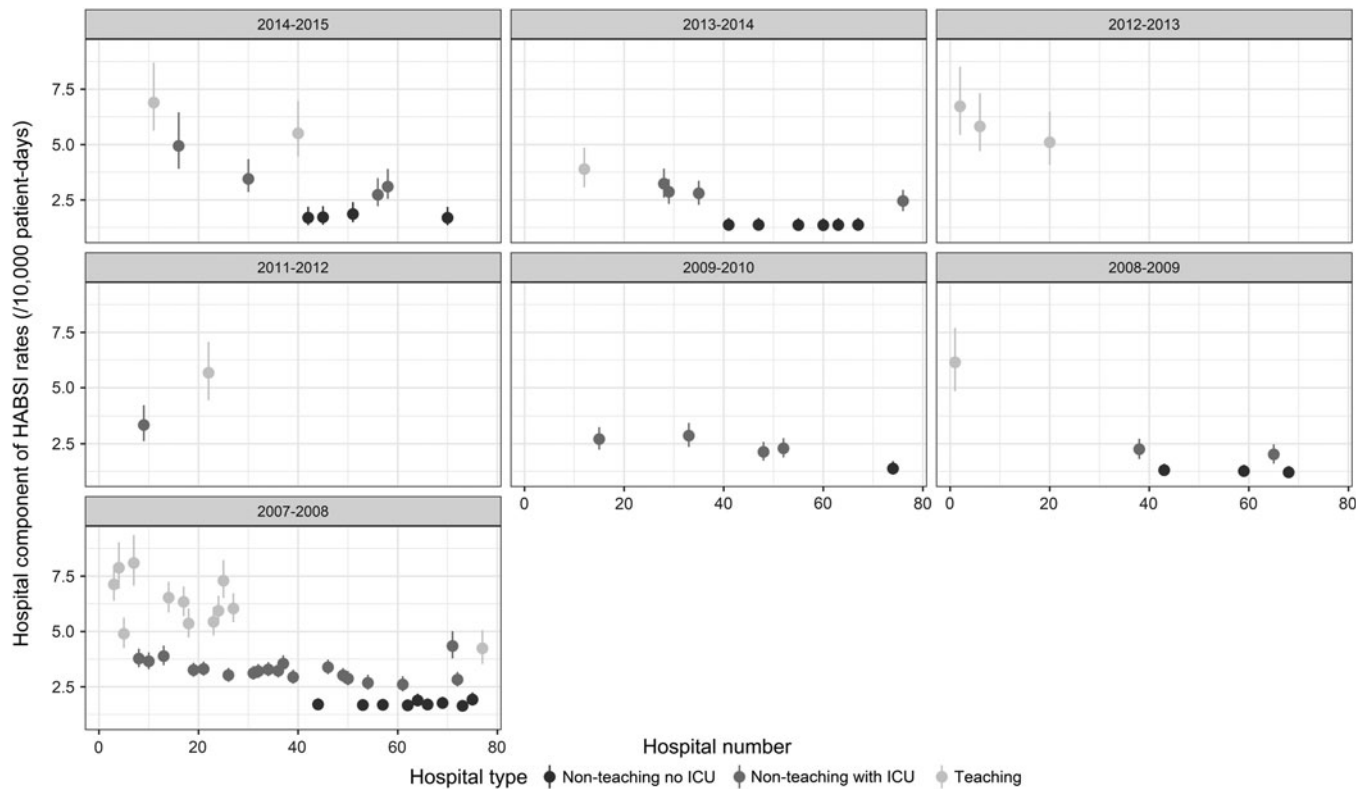 Hospital component of HABSI rates (/10,000 patient-days)
2014-2015
2013-2014
2012-2013
7.5
5.0
2.5
2011-2012
2009-2010
2008-2009
7.5
5.0
2.5
0 20 40 60 80
0 20 40 60 80
2007-2008
7.5
5.0
2.5
0 20 40 60 80
Hospital number
Hospital type Non-teaching no ICU Non-teaching with ICU Teaching